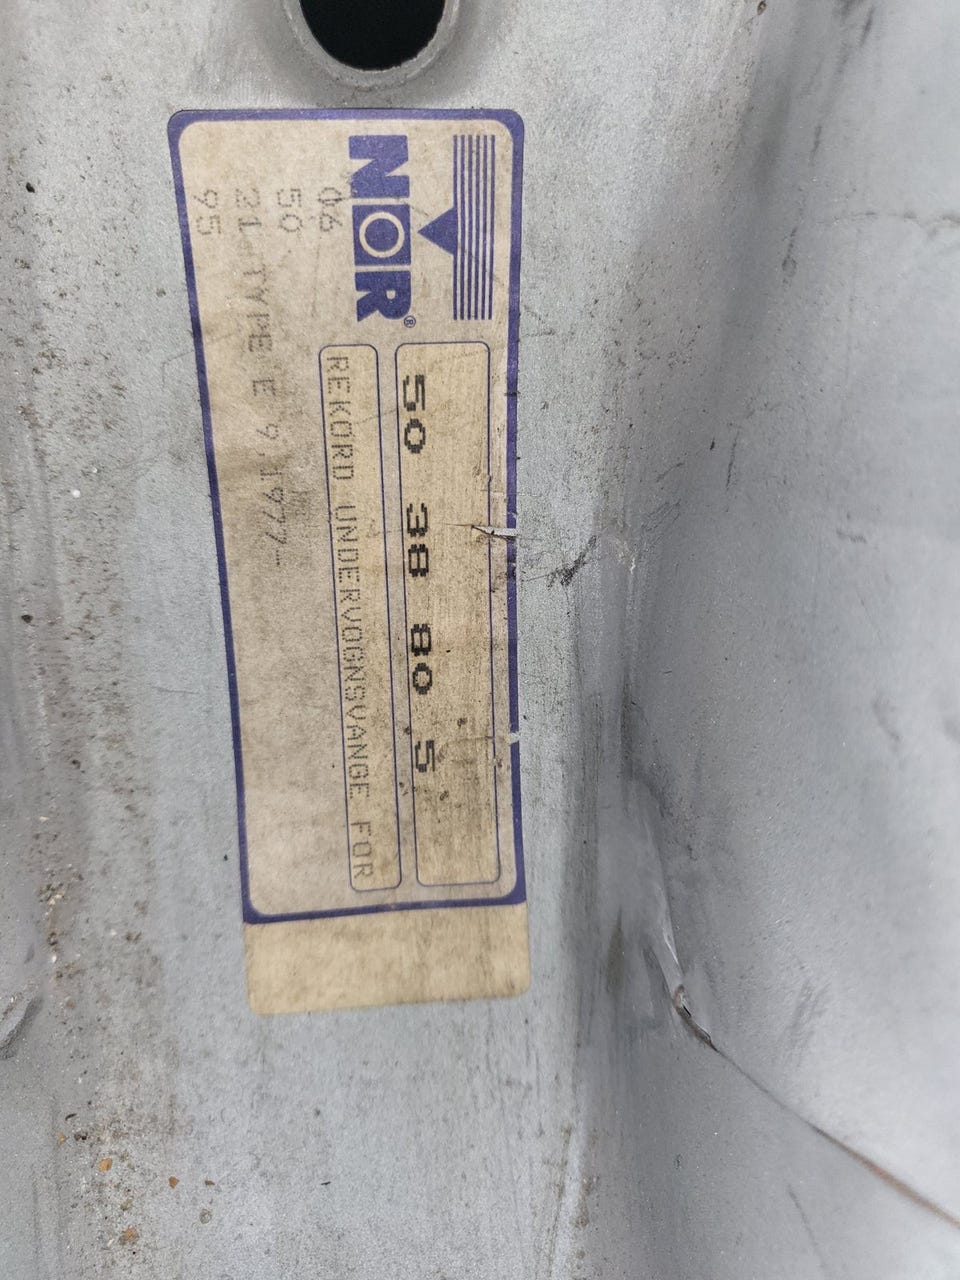 NOR®
50 38 80 5
06
REKORD UNDERVOGNSVANGE FOR
50
21 TYPE E 9.1977-
95